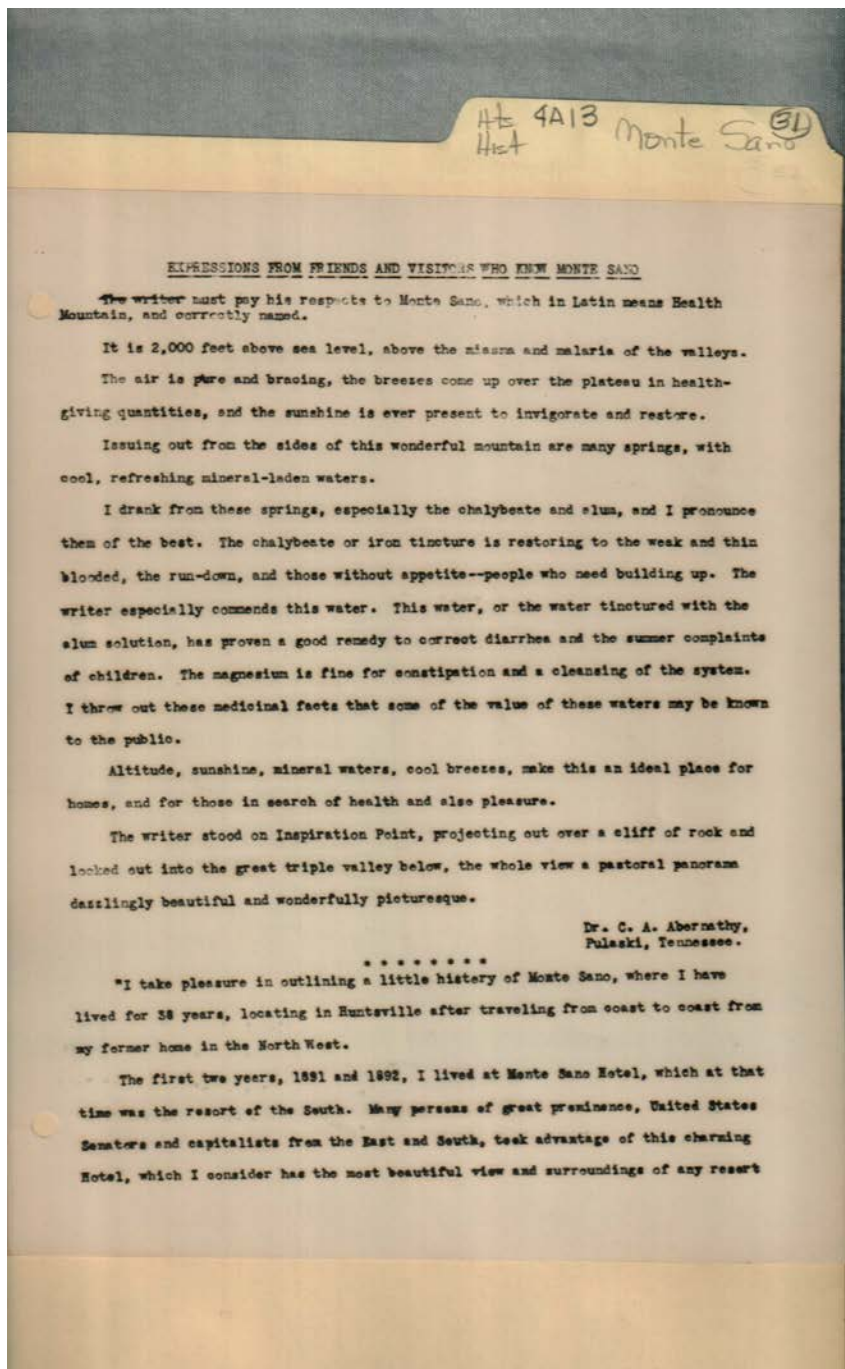 Hts 4A13 Monte Sano 31
Hist
EXPRESSIONS FROM FRIENDS AND VISITORS WHO KNOW MONTE SANO
The writer must pay his respects to Monte Sano, which in Latin means Health
Mountain, and correctly named.
It is 2,000 feet above sea level, above the miasma and malaria of the valleys.
The air is pure and bracing, the breezes come up over the plateau in health-
giving quantities, and the sunshine is ever present to invigorate and restore.
Issuing out from the sides of this wonderful mountain are many springs, with
cool, refreshing mineral-laden waters.
I drank from these springs, especially the chalybeate and alum, and I pronounce
them of the best. The chalybeate or iron tincture is restoring to the weak and thin
blooded, the run-down, and those without appetite--people who need building up. The
writer especially commends this water. This water, or the water tinctured with the
alum solution, has proven a good remedy to correct diarrhea and the summer complaints
of children. The magnesium is fine for constipation and a cleansing of the system.
I throw out these medicinal facts that some of the value of these waters may be known
to the public.
Altitude, sunshine, mineral waters, cool breezes, make this an ideal place for
homes, and for those in search of health and also pleasure.
The writer stood on Inspiration Point, projecting out over a cliff of rock and
looked out into the great triple valley below, the whole view a pastoral panorama
dazzlingly beautiful and wonderfully picturesque.
Dr. C. A. Abernathy,
Pulaski, Tennessee.
* * * * * * * *
"I take pleasure in outlining a little history of Monte Sano, where I have
lived for 38 years, locating in Huntsville after traveling from coast to coast from
my former home in the North West.
The first two years, 1891 and 1892, I lived at Monte Sano Hotel, which at that
time was the resort of the South. Many persons of great prominence, United States
Senators and capitalists from the East and South, took advantage of this charming
Hotel, which I consider has the most beautiful view and surroundings of any resort